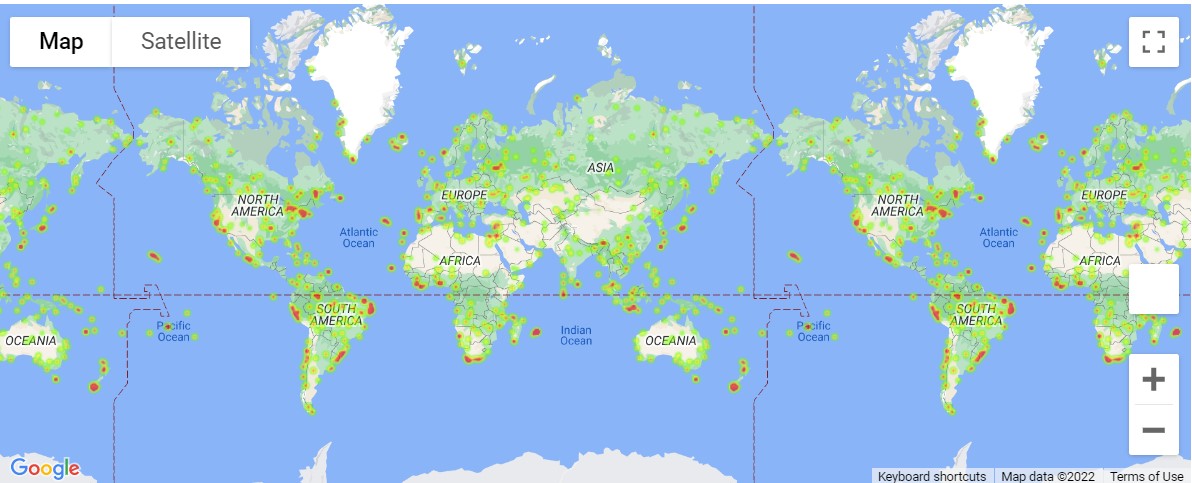 Map
Satellite
ASIA
NORTH
AMERICA
EUROPE
NORTH
AMERICA
EUROPE
Atlantic
Ocean
Atlantic
Ocean
AFRICA
AFRICA
SOUTH
AMERICA
SOUTH
AMERICA
Pacific
Ocean
Indian
Ocean
Pacific
Ocean
OCEANIA
OCEANIA
Google
Keyboard shortcuts
Map data ©2022
Terms of Use